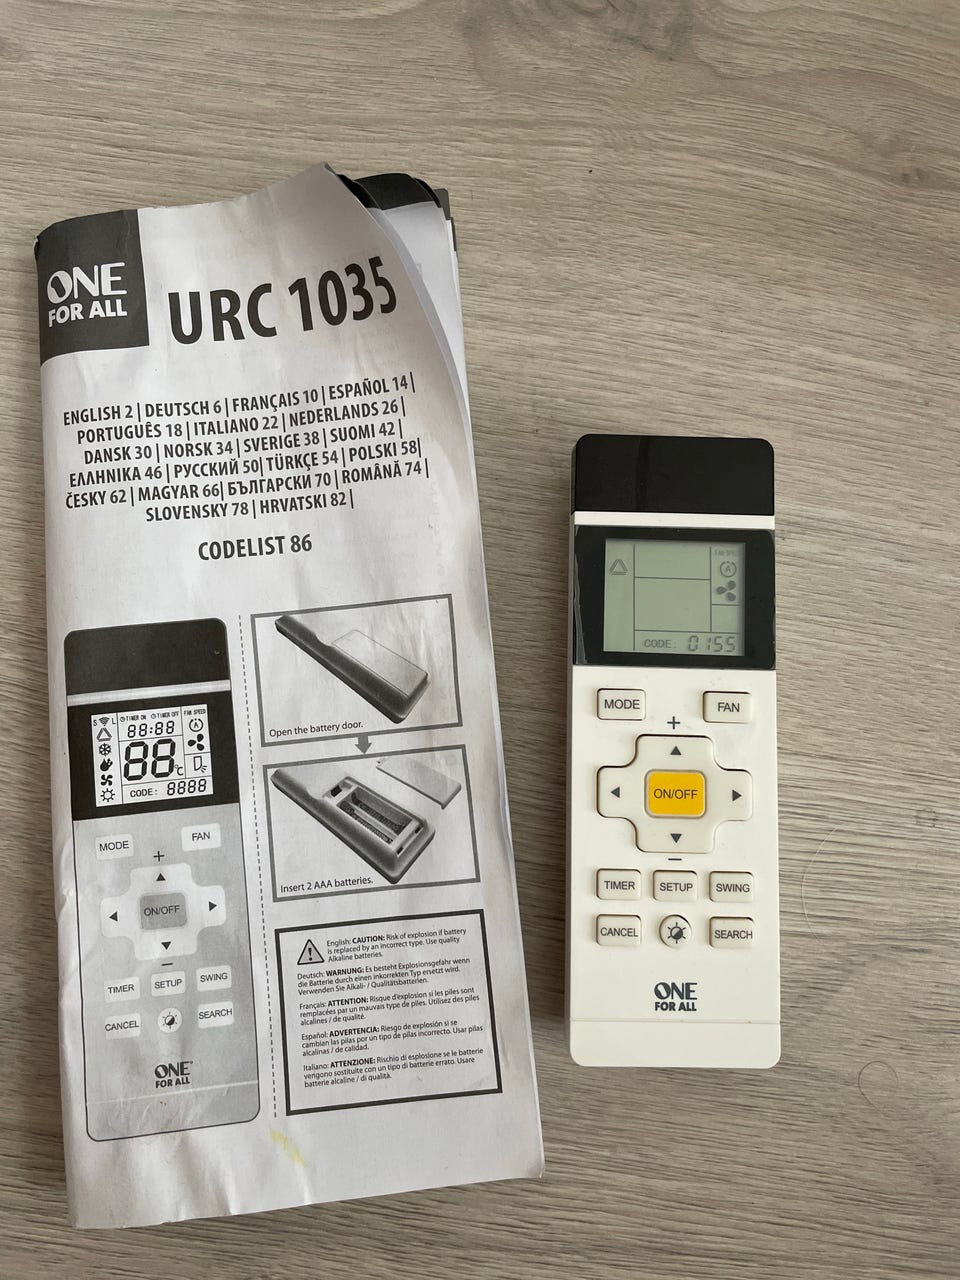 ONE
FOR ALL
URC 1035
ENGLISH 2 | DEUTSCH 6 | FRANÇAIS 10 | ESPAÑOL 14 |
PORTUGUÊS 18 | ITALIANO 22 | NEDERLANDS 26 |
DANSK 30 | NORSK 34 | SVERIGE 38 | SUOMI 42 |
ΕΛΛΗΝΙΚΑ 46 | РУССКИЙ 50| TÜRKÇE 54 | POLSKI 58|
ČESKY 62 | MAGYAR 66| БЪЛГАРСКИ 70 | ROMÂNĂ 74 |
SLOVENSKY 78 | HRVATSKI 82 |
CODELIST 86
S L TIMER ON TIMER OFF FAN SPEED
88:88
A
88°C
CODE: 8888
MODE
FAN
+
ON/OFF
−
TIMER
SETUP
SWING
CANCEL
SEARCH
ONE
FOR ALL
Open the battery door.
Insert 2 AAA batteries.
English: CAUTION: Risk of explosion if battery
is replaced by an incorrect type. Use quality
Alkaline batteries.
Deutsch: WARNUNG: Es besteht Explosionsgefahr wenn
die Batterie durch einen inkorrekten Typ ersetzt wird.
Verwenden Sie Alkali- / Qualitätsbatterien.
Français: ATTENTION: Risque d'explosion si les piles sont
remplacées par un mauvais type de piles. Utilisez des piles
alcalines / de qualité.
Español: ADVERTENCIA: Riesgo de explosión si se
cambian las pilas por un tipo de pilas incorrecto. Usar pilas
alcalinas / de calidad.
Italiano: ATTENZIONE: Rischio di esplosione se le batterie
vengono sostituite con un tipo di batterie errato. Usare
batterie alcaline / di qualità.
FAN SPEED
A
CODE: 0155
MODE
FAN
+
ON/OFF
−
TIMER
SETUP
SWING
CANCEL
SEARCH
ONE
FOR ALL